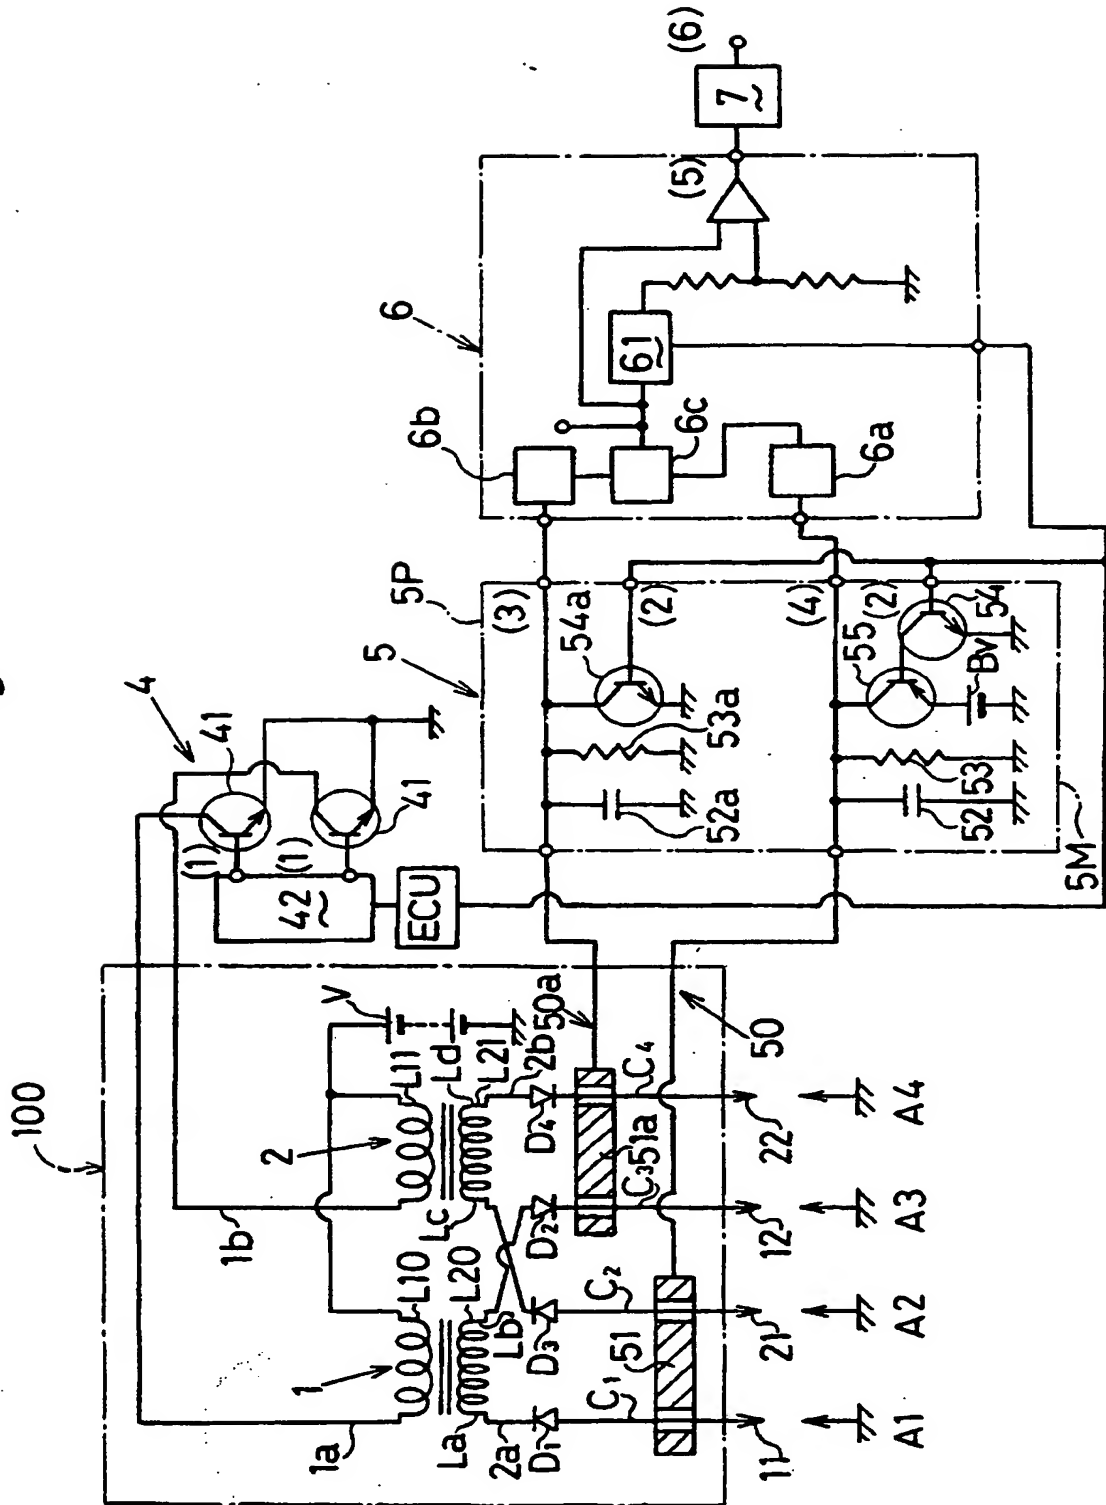 100
1a
1b
1
2
L10
L11
La
L20
Lb
Lc
Ld
L21
V
2a
2b
D1
D3
D2
D4
C1
C2
C3
C4
51
51a
50a
50
11
21
12
22
A1
A2
A3
A4
4
41
41
(1)
(1)
42
ECU
5
5P
(3)
54a
(2)
53a
52a
(4)
(2)
55
54
Bv
53
52
5M
6
6b
6c
6a
61
(5)
7
(6)